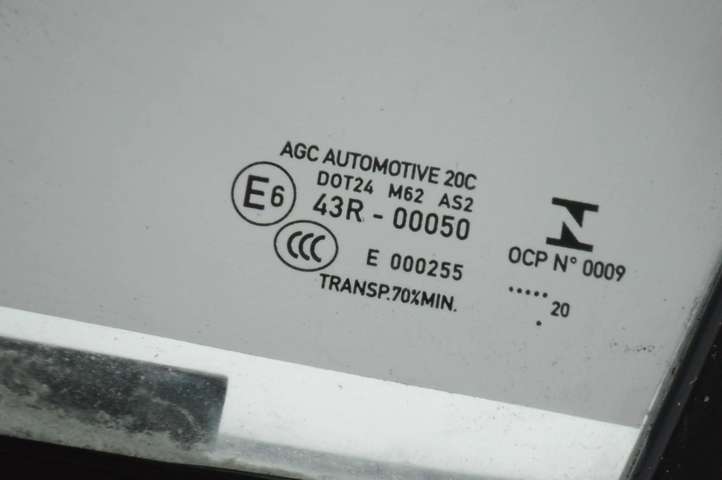 AGC AUTOMOTIVE 20C
DOT24 M62 AS2
E6
43R - 00050
CCC
E 000255
TRANSP.70%MIN.
N
OCP N° 0009
..... 20
.